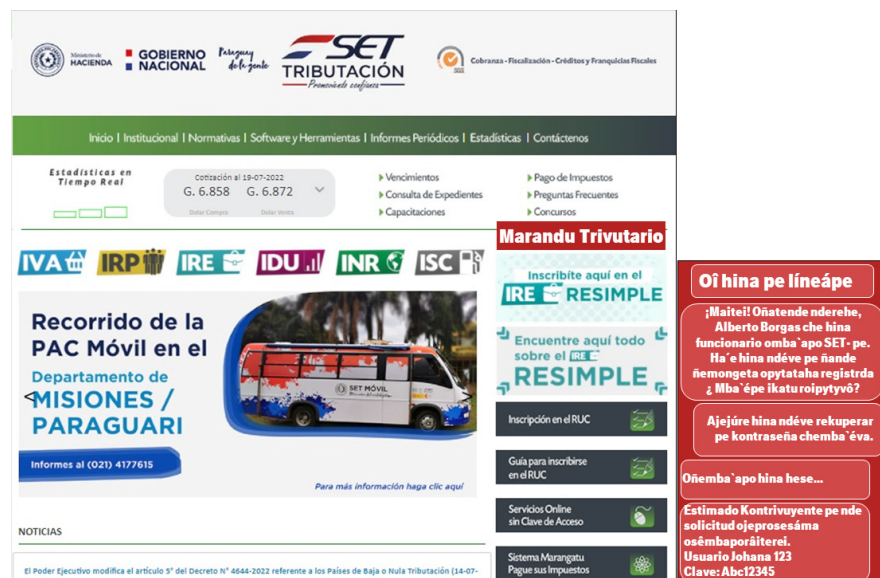 Ministerio de
HACIENDA
GOBIERNO
NACIONAL
Paraguay
de la gente
SET
TRIBUTACIÓN
Promoviendo confianza
SGS
Cobranza - Fiscalización - Créditos y Franquicias Fiscales
Inicio | Institucional | Normativas | Software y Herramientas | Informes Periódicos | Estadísticas | Contáctenos
Estadísticas en
Tiempo Real
Cotización al 19-07-2022
G. 6.858 G. 6.872
Dolar Compra Dolar Venta
Vencimientos
Consulta de Expedientes
Capacitaciones
Pago de Impuestos
Preguntas Frecuentes
Concursos
Marandu Trivutario
IVA IRP IRE IDU INR ISC
Recorrido de la
PAC Móvil en el
Departamento de
MISIONES /
PARAGUARI
Informes al (021) 4177615
SET MÓVIL
Para más información haga clic aquí
Inscribíte aquí en el
IRE RESIMPLE
Encuentre aquí todo
sobre el IRE
RESIMPLE
Inscripción en el RUC
Guía para inscribirse
en el RUC
Servicios Online
sin Clave de Acceso
Sistema Marangatu
Pague sus Impuestos
NOTICIAS
El Poder Ejecutivo modifica el artículo 5° del Decreto N° 4644-2022 referente a los Países de Baja o Nula Tributación (14-07-
Oî hina pe líneápe
¡Maitei! Oñatende nderehe,
Alberto Borgas che hina
funcionario omba`apo SET- pe.
Ha´e hina ndéve pe ñande
ñemongeta opytataha registrda
¿ Mba`épe ikatu roipytyvô?
Ajejúre hina ndéve rekuperar
pe kontraseña chemba`éva.
Oñemba`apo hina hese...
Estimado Kontrivuyente pe nde
solicitud ojeprosesáma
osêmbaporâiterei.
Usuario Johana 123
Clave: Abc12345